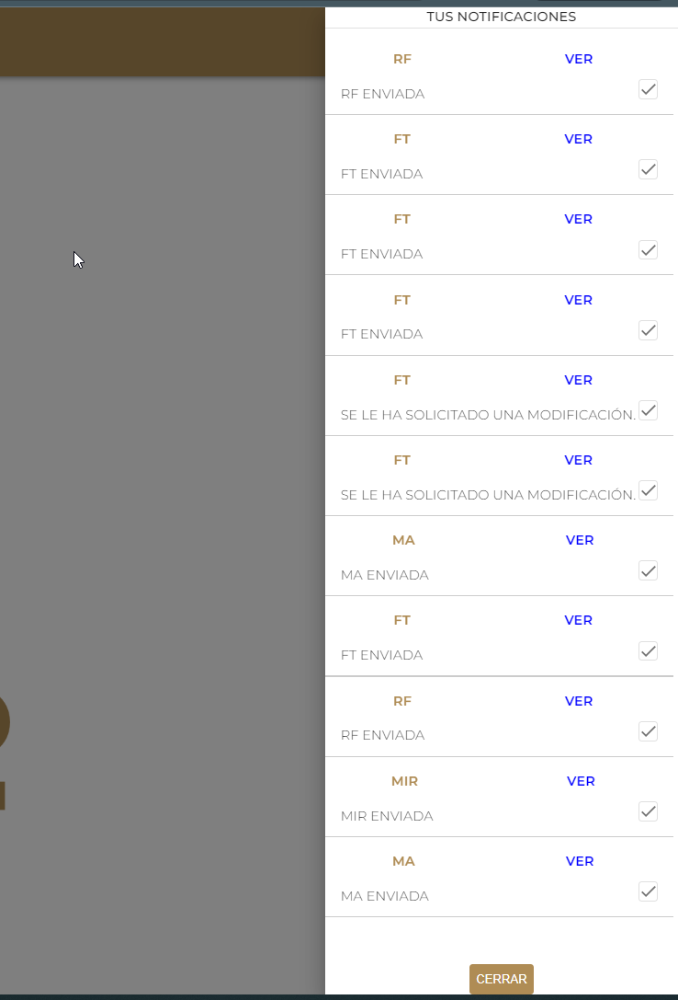 TUS NOTIFICACIONES
RF VER
RF ENVIADA
FT VER
FT ENVIADA
FT VER
FT ENVIADA
FT VER
FT ENVIADA
FT VER
SE LE HA SOLICITADO UNA MODIFICACIÓN.
FT VER
SE LE HA SOLICITADO UNA MODIFICACIÓN.
MA VER
MA ENVIADA
FT VER
FT ENVIADA
RF VER
RF ENVIADA
MIR VER
MIR ENVIADA
MA VER
MA ENVIADA
CERRAR